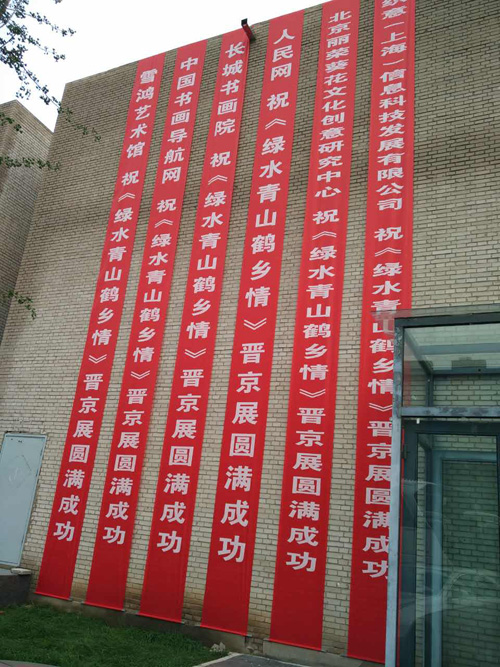 雪鸿艺术馆 祝《绿水青山鹤乡情》晋京展圆满成功
中国书画导航网 祝《绿水青山鹤乡情》晋京展圆满成功
长城书画院 祝《绿水青山鹤乡情》晋京展圆满成功
人民网 祝《绿水青山鹤乡情》晋京展圆满成功
北京丽荣葵花文化创意研究中心 祝《绿水青山鹤乡情》晋京展圆满成功
意（上海）信息科技发展有限公司 祝《绿水青山鹤乡情》晋京展圆满成功